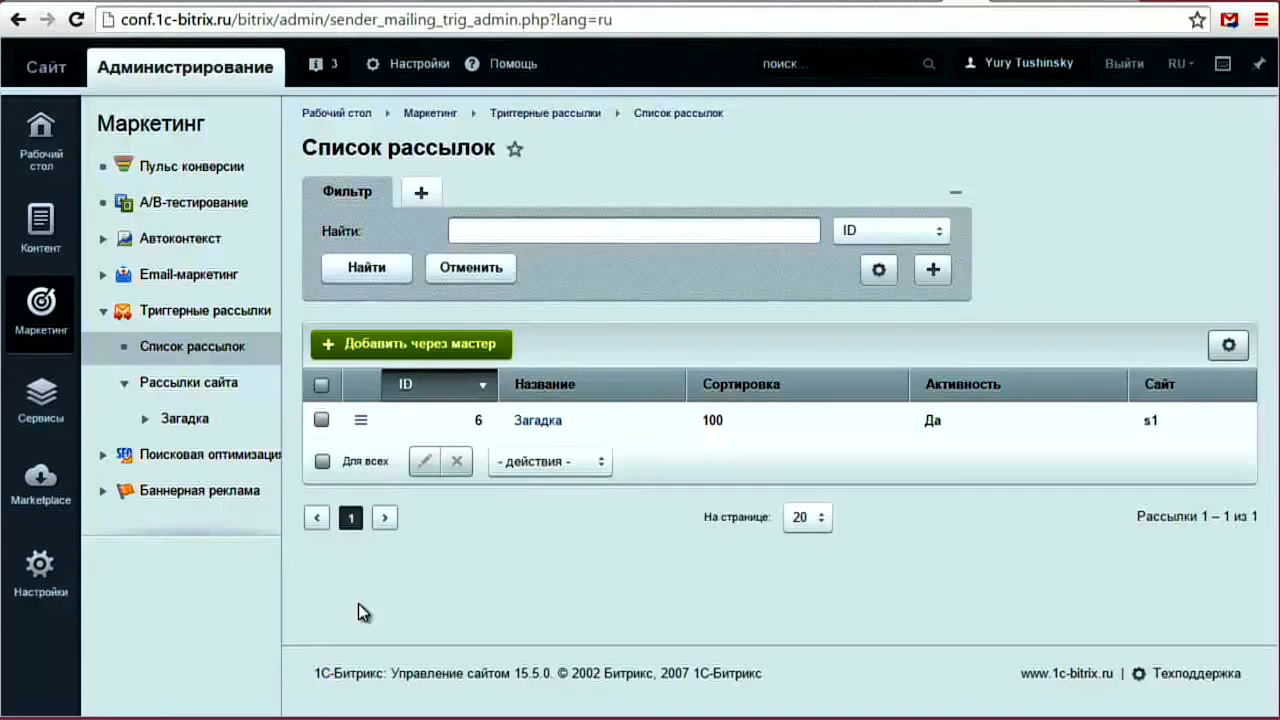 conf.1c-bitrix.ru/bitrix/admin/sender_mailing_trig_admin.php?lang=ru
Сайт
Администрирование
3
Настройки
Помощь
поиск...
Yury Tushinsky
Выйти
RU
Рабочий стол
Контент
Маркетинг
Сервисы
Marketplace
Настройки
Маркетинг
Пульс конверсии
A/B-тестирование
Автоконтекст
Email-маркетинг
Триггерные рассылки
Список рассылок
Рассылки сайта
Загадка
SEO Поисковая оптимизация
Баннерная реклама
Рабочий стол Маркетинг Триггерные рассылки Список рассылок
Список рассылок
Фильтр +
Найти: ID
Найти Отменить
+ Добавить через мастер
ID Название Сортировка Активность Сайт
6 Загадка 100 Да s1
Для всех - действия -
1 На странице: 20 Рассылки 1 – 1 из 1
1С-Битрикс: Управление сайтом 15.5.0. © 2002 Битрикс, 2007 1С-Битрикс www.1c-bitrix.ru | Техподдержка